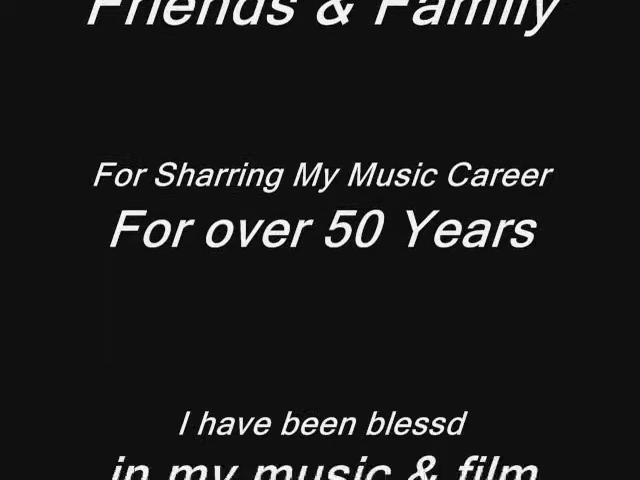 Friends & Family
For Sharring My Music Career
For over 50 Years
I have been blessd
in my music & film